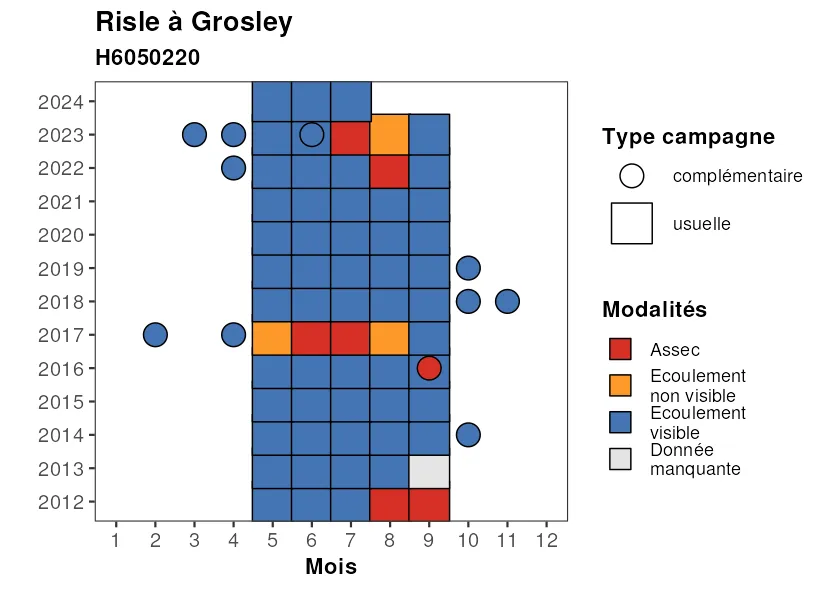 Risle à Grosley
H6050220
2024
2023
2022
2021
2020
2019
2018
2017
2016
2015
2014
2013
2012
1 2 3 4 5 6 7 8 9 10 11 12
Mois
Type campagne
complémentaire
usuelle
Modalités
Assec
Ecoulement
non visible
Ecoulement
visible
Donnée
manquante